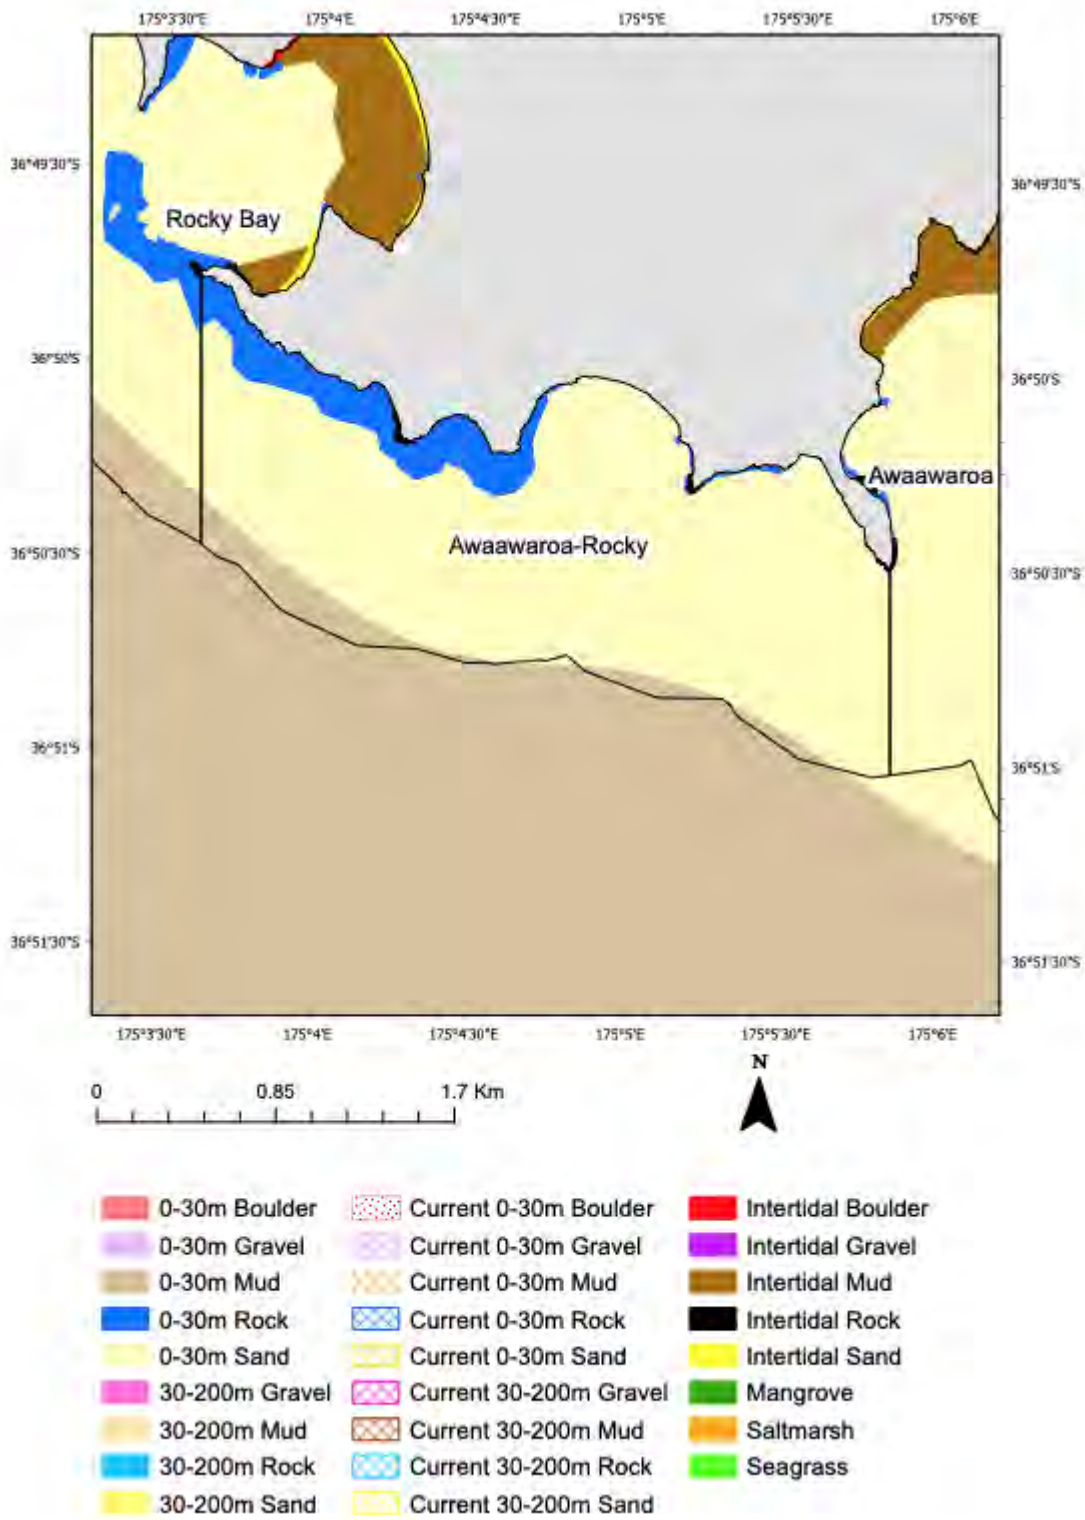 175°3'30"E 175°4'E 175°4'30"E 175°5'E 175°5'30"E 175°6'E
36°49'30"S
36°49'30"S
Rocky Bay
36°50'S
36°50'S
Awaawaroa
Awaawaroa-Rocky
36°50'30"S
36°50'30"S
36°51'S
36°51'S
36°51'30"S
36°51'30"S
175°3'30"E 175°4'E 175°4'30"E 175°5'E 175°5'30"E 175°6'E
N
0 0.85 1.7 Km
0-30m Boulder Current 0-30m Boulder Intertidal Boulder
0-30m Gravel Current 0-30m Gravel Intertidal Gravel
0-30m Mud Current 0-30m Mud Intertidal Mud
0-30m Rock Current 0-30m Rock Intertidal Rock
0-30m Sand Current 0-30m Sand Intertidal Sand
30-200m Gravel Current 30-200m Gravel Mangrove
30-200m Mud Current 30-200m Mud Saltmarsh
30-200m Rock Current 30-200m Rock Seagrass
30-200m Sand Current 30-200m Sand